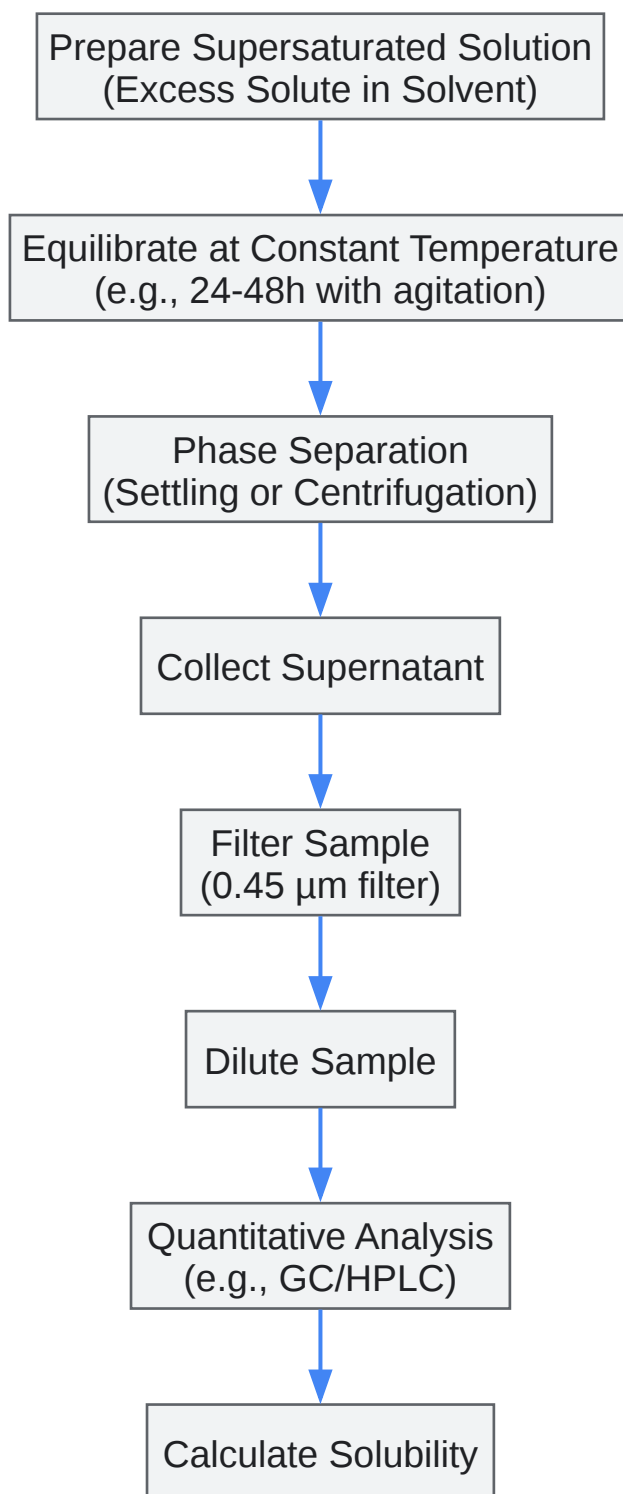 Prepare Supersaturated Solution
(Excess Solute in Solvent)
Equilibrate at Constant Temperature
(e.g., 24-48h with agitation)
Phase Separation
(Settling or Centrifugation)
Collect Supernatant
Filter Sample
(0.45 µm filter)
Dilute Sample
Quantitative Analysis
(e.g., GC/HPLC)
Calculate Solubility